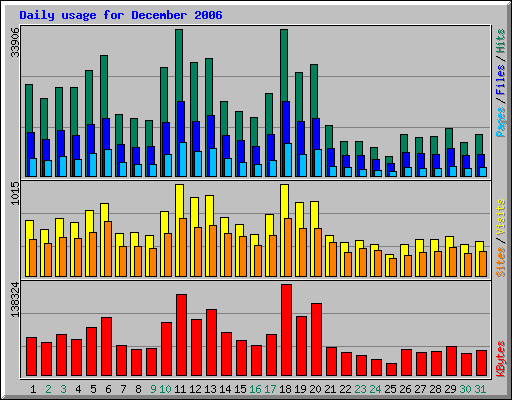 Daily usage for December 2006
33906
Pages / Files / Hits
1015
Sites / Visits
138324
KBytes
1 2 3 4 5 6 7 8 9 10 11 12 13 14 15 16 17 18 19 20 21 22 23 24 25 26 27 28 29 30 31